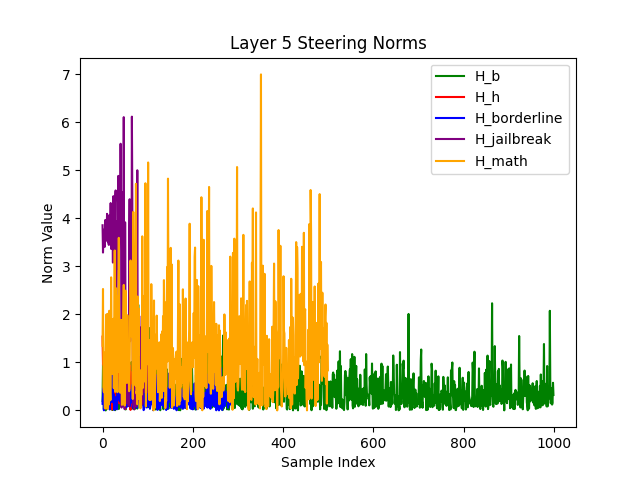 Layer 5 Steering Norms
7
6
5
4
3
2
1
0
Norm Value
0
200
400
600
800
1000
Sample Index
H_b
H_h
H_borderline
H_jailbreak
H_math